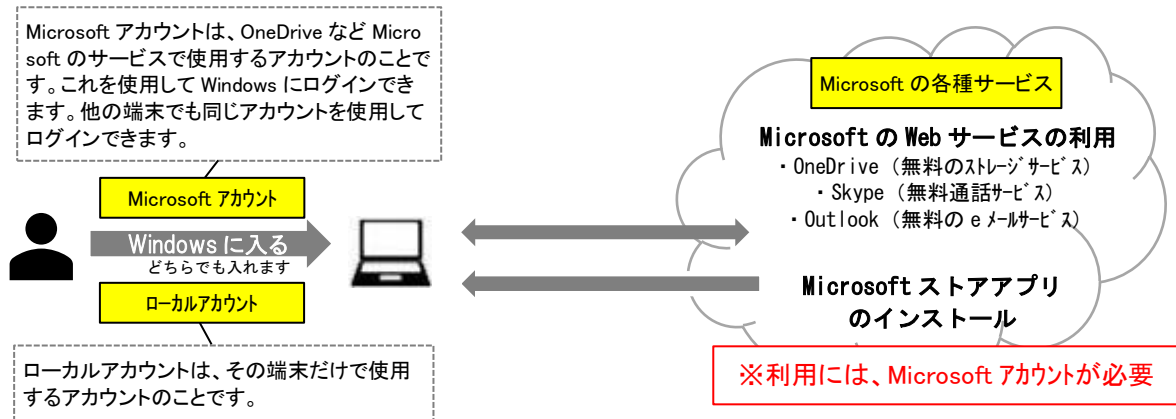 Microsoft アカウントは、OneDrive など Micro
soft のサービスで使用するアカウントのことで
す。これを使用して Windows にログインでき
ます。他の端末でも同じアカウントを使用して
ログインできます。
Microsoft アカウント
Windows に入る
どちらでも入れます
ローカルアカウント
ローカルアカウントは、その端末だけで使用
するアカウントのことです。
Microsoft の各種サービス
Microsoft の Web サービスの利用
・OneDrive（無料のｽﾄﾚｰｼﾞｻｰﾋﾞｽ）
・Skype（無料通話ｻｰﾋﾞｽ）
・Outlook（無料の e ﾒｰﾙｻｰﾋﾞｽ）
Microsoft ストアアプリ
のインストール
※利用には、Microsoft アカウントが必要